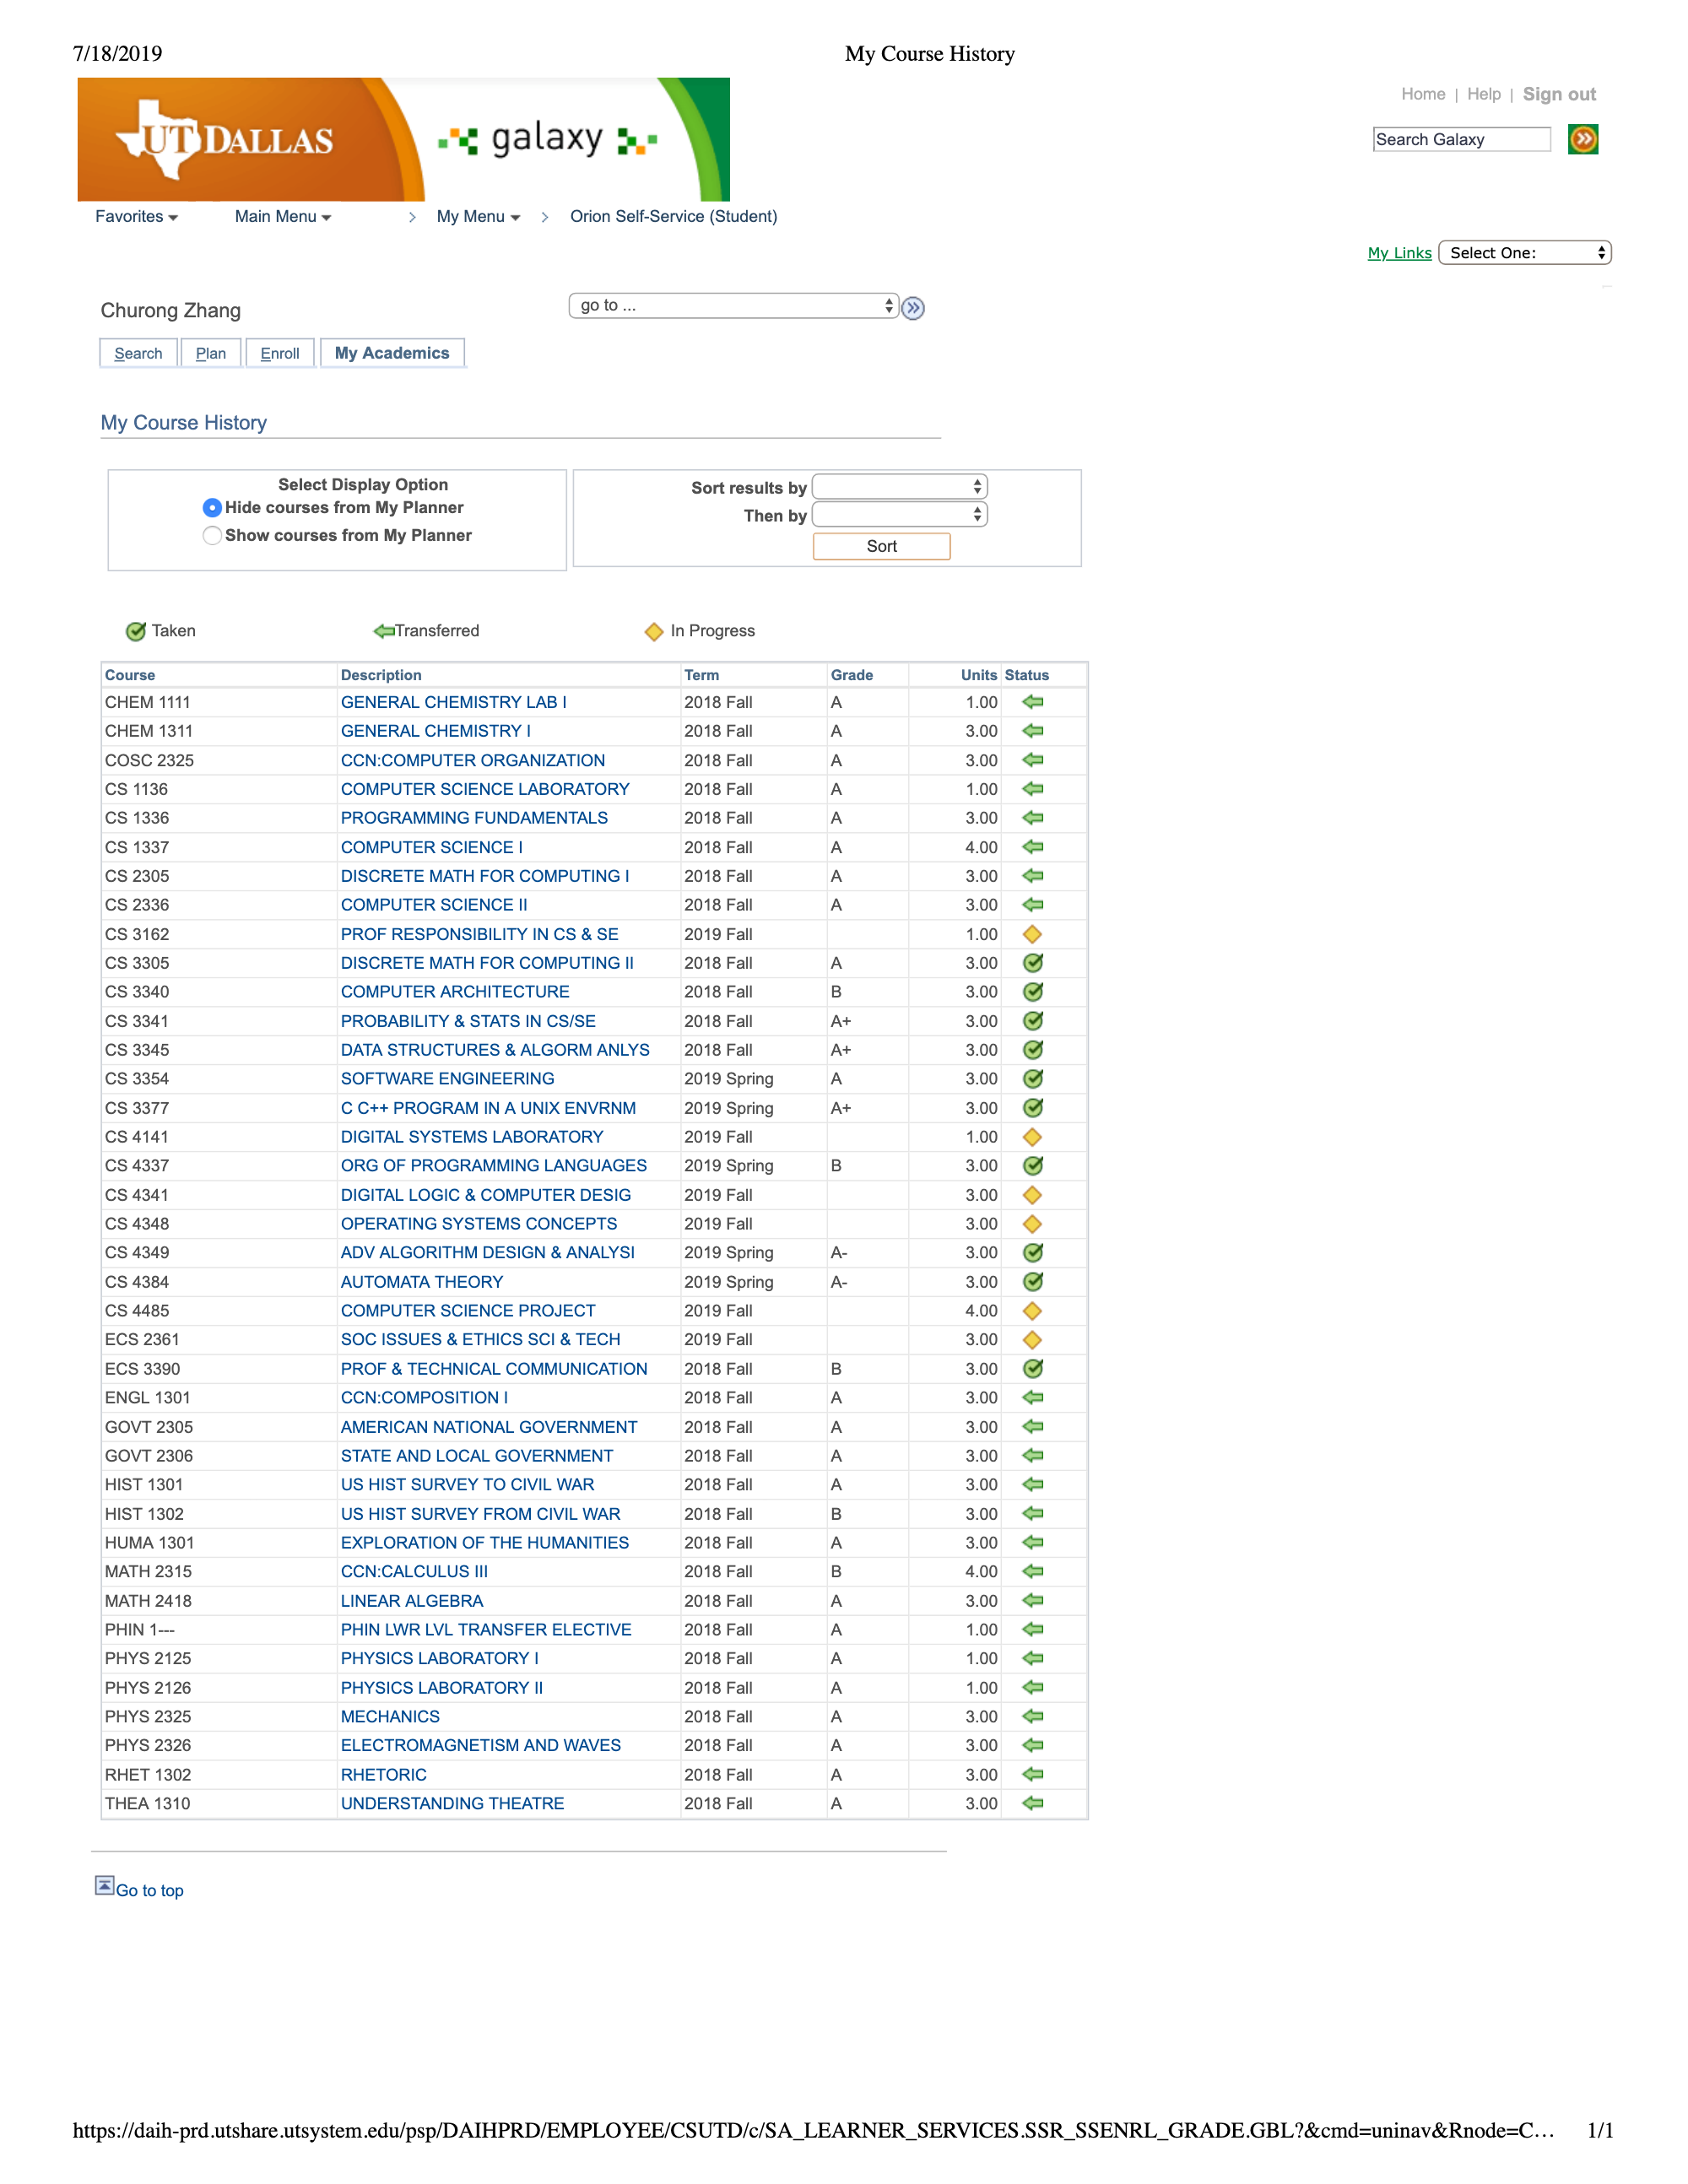 7/18/2019 My Course History
UT DALLAS galaxy
Home | Help | Sign out
Search Galaxy
Favorites Main Menu > My Menu > Orion Self-Service (Student)
My Links Select One:
Churong Zhang go to ...
Search Plan Enroll My Academics
My Course History
Select Display Option
Hide courses from My Planner
Show courses from My Planner
Sort results by
Then by
Sort
Taken Transferred In Progress
Course Description Term Grade Units Status
CHEM 1111 GENERAL CHEMISTRY LAB I 2018 Fall A 1.00
CHEM 1311 GENERAL CHEMISTRY I 2018 Fall A 3.00
COSC 2325 CCN:COMPUTER ORGANIZATION 2018 Fall A 3.00
CS 1136 COMPUTER SCIENCE LABORATORY 2018 Fall A 1.00
CS 1336 PROGRAMMING FUNDAMENTALS 2018 Fall A 3.00
CS 1337 COMPUTER SCIENCE I 2018 Fall A 4.00
CS 2305 DISCRETE MATH FOR COMPUTING I 2018 Fall A 3.00
CS 2336 COMPUTER SCIENCE II 2018 Fall A 3.00
CS 3162 PROF RESPONSIBILITY IN CS & SE 2019 Fall 1.00
CS 3305 DISCRETE MATH FOR COMPUTING II 2018 Fall A 3.00
CS 3340 COMPUTER ARCHITECTURE 2018 Fall B 3.00
CS 3341 PROBABILITY & STATS IN CS/SE 2018 Fall A+ 3.00
CS 3345 DATA STRUCTURES & ALGORM ANLYS 2018 Fall A+ 3.00
CS 3354 SOFTWARE ENGINEERING 2019 Spring A 3.00
CS 3377 C C++ PROGRAM IN A UNIX ENVRNM 2019 Spring A+ 3.00
CS 4141 DIGITAL SYSTEMS LABORATORY 2019 Fall 1.00
CS 4337 ORG OF PROGRAMMING LANGUAGES 2019 Spring B 3.00
CS 4341 DIGITAL LOGIC & COMPUTER DESIG 2019 Fall 3.00
CS 4348 OPERATING SYSTEMS CONCEPTS 2019 Fall 3.00
CS 4349 ADV ALGORITHM DESIGN & ANALYSI 2019 Spring A- 3.00
CS 4384 AUTOMATA THEORY 2019 Spring A- 3.00
CS 4485 COMPUTER SCIENCE PROJECT 2019 Fall 4.00
ECS 2361 SOC ISSUES & ETHICS SCI & TECH 2019 Fall 3.00
ECS 3390 PROF & TECHNICAL COMMUNICATION 2018 Fall B 3.00
ENGL 1301 CCN:COMPOSITION I 2018 Fall A 3.00
GOVT 2305 AMERICAN NATIONAL GOVERNMENT 2018 Fall A 3.00
GOVT 2306 STATE AND LOCAL GOVERNMENT 2018 Fall A 3.00
HIST 1301 US HIST SURVEY TO CIVIL WAR 2018 Fall A 3.00
HIST 1302 US HIST SURVEY FROM CIVIL WAR 2018 Fall B 3.00
HUMA 1301 EXPLORATION OF THE HUMANITIES 2018 Fall A 3.00
MATH 2315 CCN:CALCULUS III 2018 Fall B 4.00
MATH 2418 LINEAR ALGEBRA 2018 Fall A 3.00
PHIN 1--- PHIN LWR LVL TRANSFER ELECTIVE 2018 Fall A 1.00
PHYS 2125 PHYSICS LABORATORY I 2018 Fall A 1.00
PHYS 2126 PHYSICS LABORATORY II 2018 Fall A 1.00
PHYS 2325 MECHANICS 2018 Fall A 3.00
PHYS 2326 ELECTROMAGNETISM AND WAVES 2018 Fall A 3.00
RHET 1302 RHETORIC 2018 Fall A 3.00
THEA 1310 UNDERSTANDING THEATRE 2018 Fall A 3.00
Go to top
https://daih-prd.utshare.utsystem.edu/psp/DAIHPRD/EMPLOYEE/CSUTD/c/SA_LEARNER_SERVICES.SSR_SSENRL_GRADE.GBL?&cmd=uninav&Rnode=C… 1/1